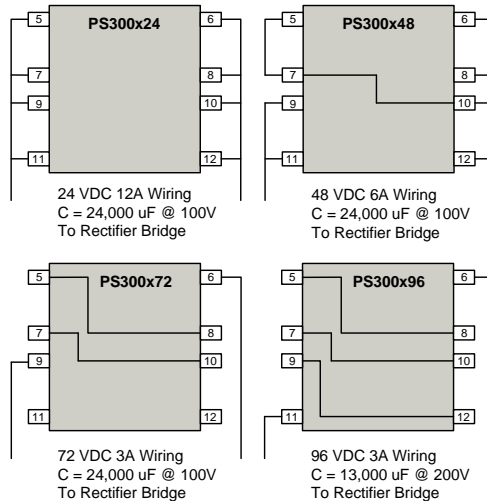 PS300x24
5
6
7
8
9
10
11
12
24 VDC 12A Wiring
C = 24,000 uF @ 100V
To Rectifier Bridge
PS300x48
5
6
7
8
9
10
11
12
48 VDC 6A Wiring
C = 24,000 uF @ 100V
To Rectifier Bridge
PS300x72
5
6
7
8
9
10
11
12
72 VDC 3A Wiring
C = 24,000 uF @ 100V
To Rectifier Bridge
PS300x96
5
6
7
8
9
10
11
12
96 VDC 3A Wiring
C = 13,000 uF @ 200V
To Rectifier Bridge